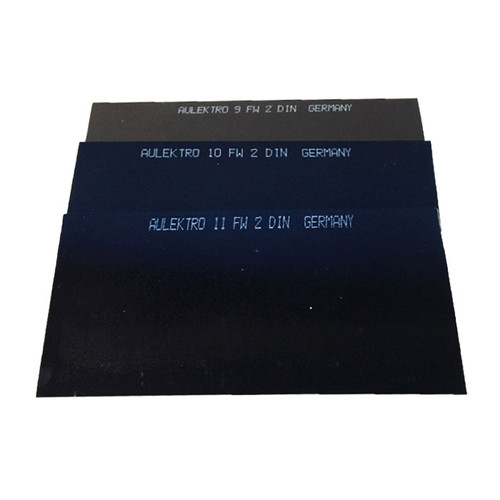 AULEKTRO 9 FW 2 DIN GERMANY
AULEKTRO 10 FW 2 DIN GERMANY
AULEKTRO 11 FW 2 DIN GERMANY